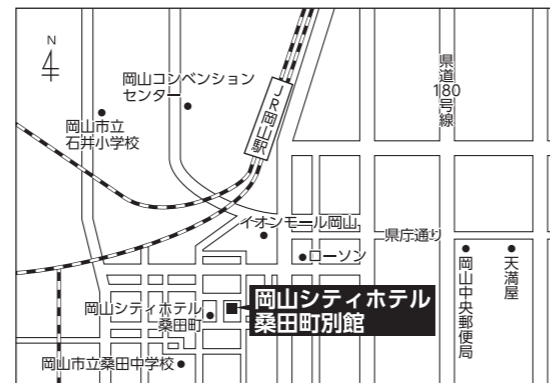 N
岡山コンベンション
センター
岡山市立
石井小学校
JR岡山駅
県道
180
号線
イオンモール岡山
県庁通り
ローソン
岡山中央郵便局
天満屋
岡山シティホテル
桑田町
岡山シティホテル
桑田町別館
岡山市立桑田中学校